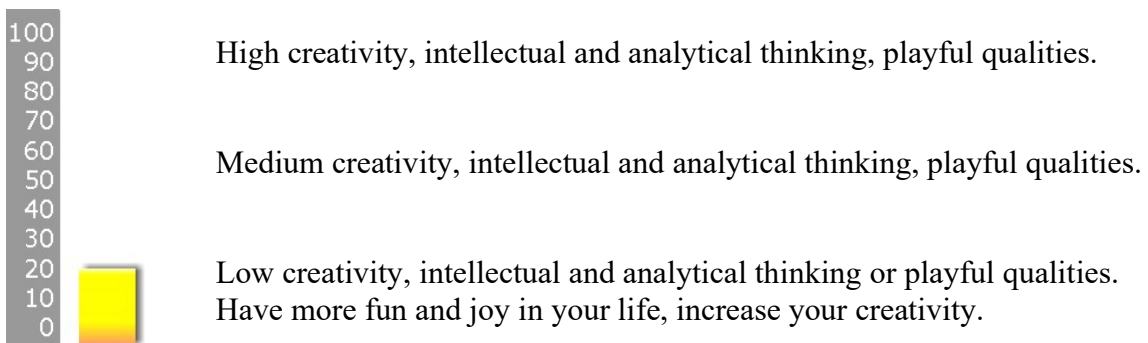 100
90
80
70
60
50
40
30
20
10
0
High creativity, intellectual and analytical thinking, playful qualities.
Medium creativity, intellectual and analytical thinking, playful qualities.
Low creativity, intellectual and analytical thinking or playful qualities.
Have more fun and joy in your life, increase your creativity.